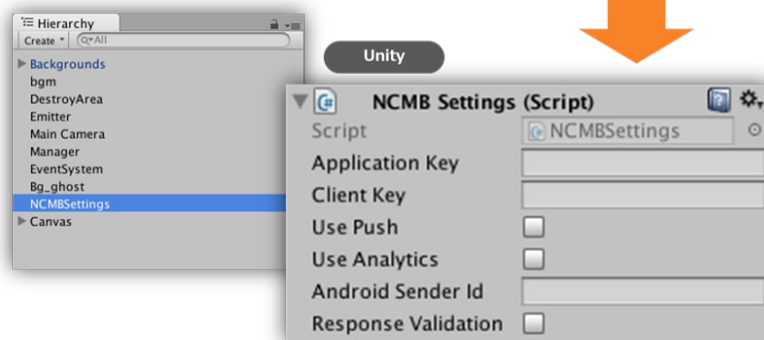 Hierarchy
Create
All
Backgrounds
bgm
DestroyArea
Emitter
Main Camera
Manager
EventSystem
Bg_ghost
NCMBSettings
Canvas
Unity
NCMB Settings (Script)
Script NCMBSettings
Application Key
Client Key
Use Push
Use Analytics
Android Sender Id
Response Validation